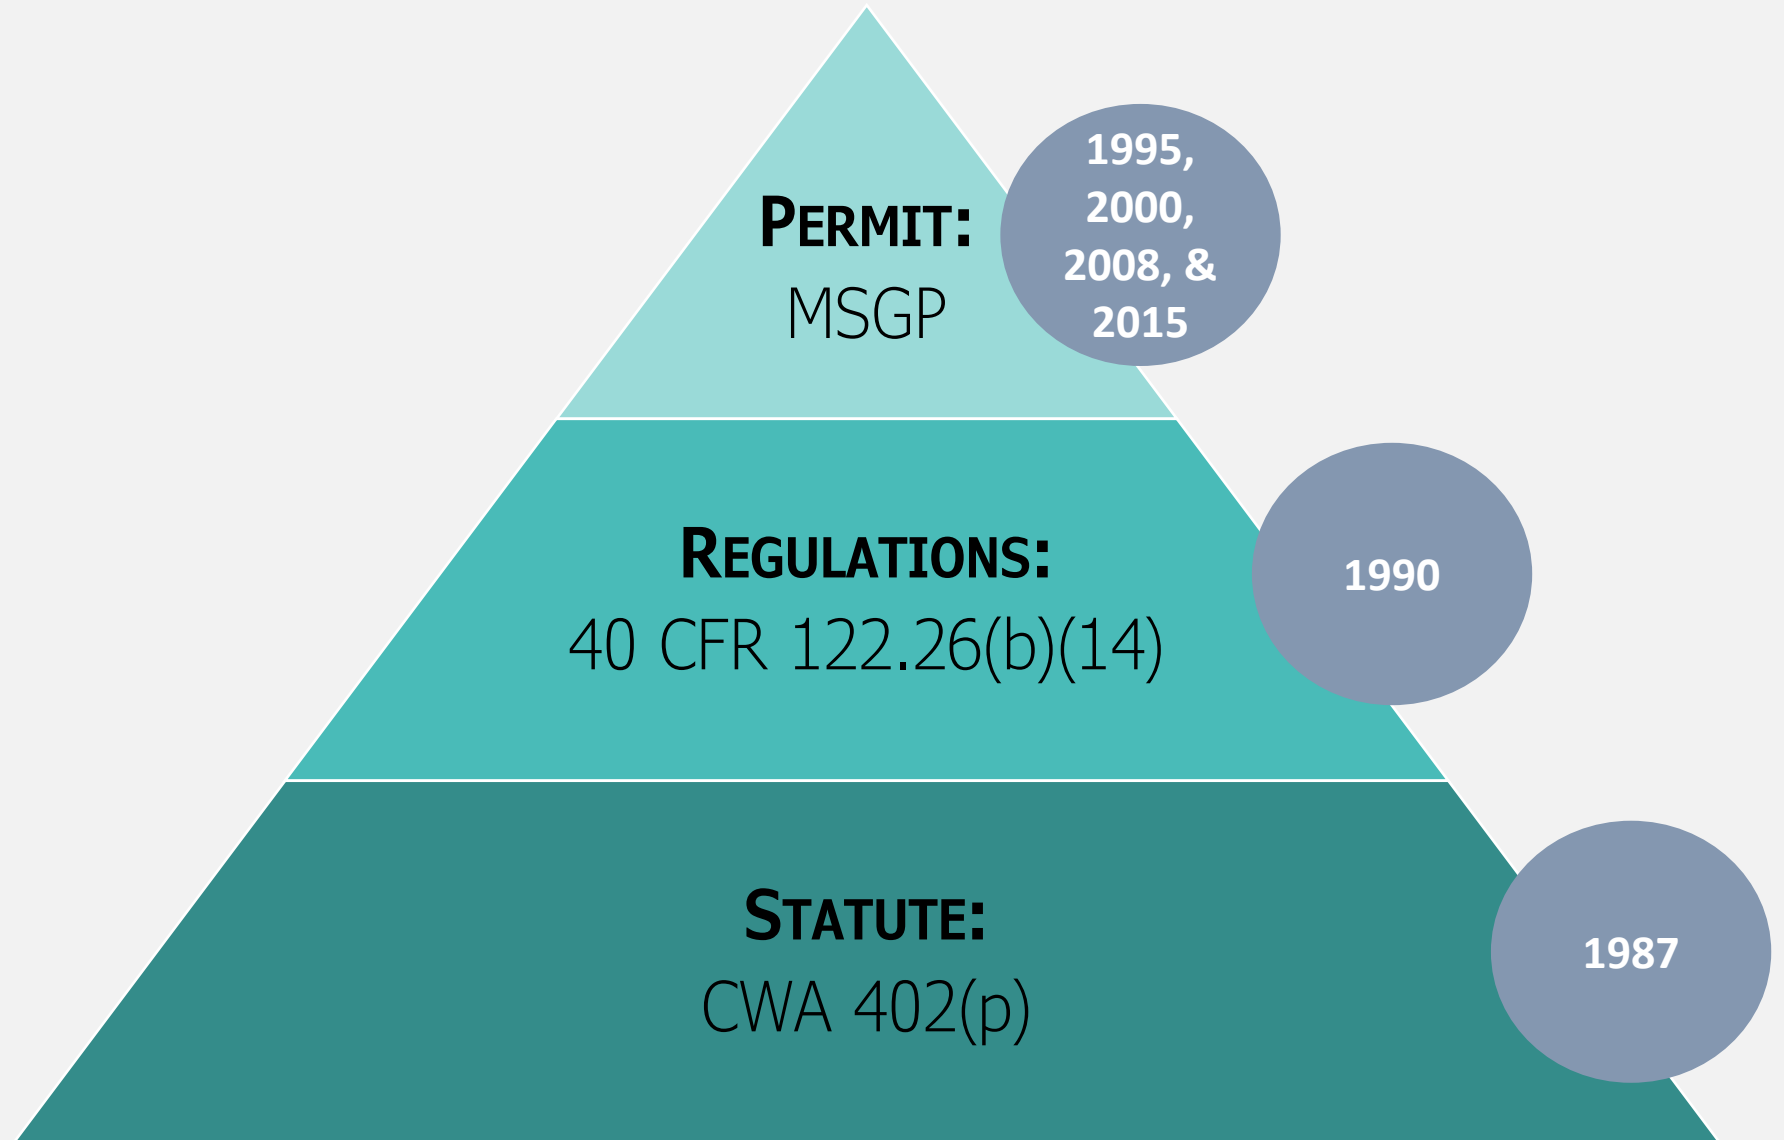 PERMIT:
MSGP
1995,
2000,
2008, &
2015
REGULATIONS:
40 CFR 122.26(b)(14)
1990
STATUTE:
CWA 402(p)
1987